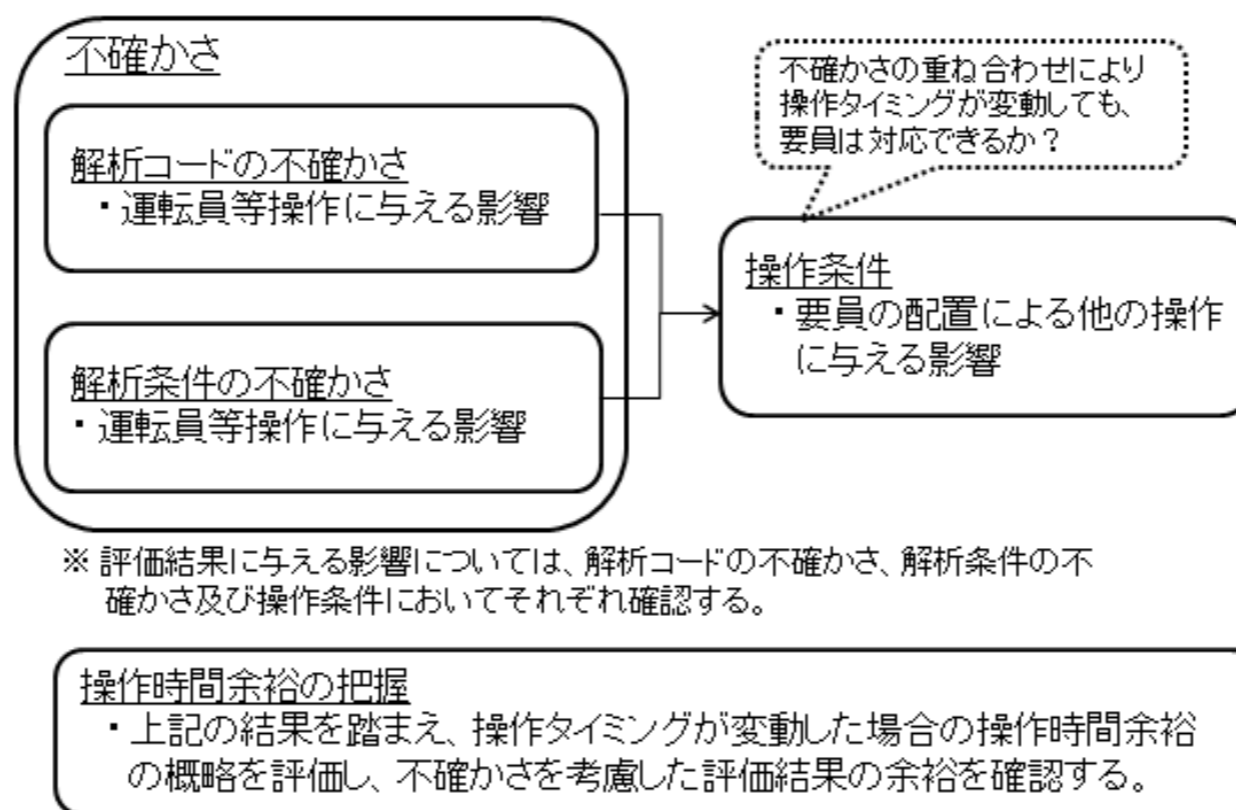 不確かさ
解析コードの不確かさ
・運転員等操作に与える影響
解析条件の不確かさ
・運転員等操作に与える影響
不確かさの重ね合わせにより
操作タイミングが変動しても、
要員は対応できるか?
操作条件
・要員の配置による他の操作
に与える影響
※ 評価結果に与える影響については、解析コードの不確かさ、解析条件の不
確かさ及び操作条件においてそれぞれ確認する。
操作時間余裕の把握
・上記の結果を踏まえ、操作タイミングが変動した場合の操作時間余裕
の概略を評価し、不確かさを考慮した評価結果の余裕を確認する。